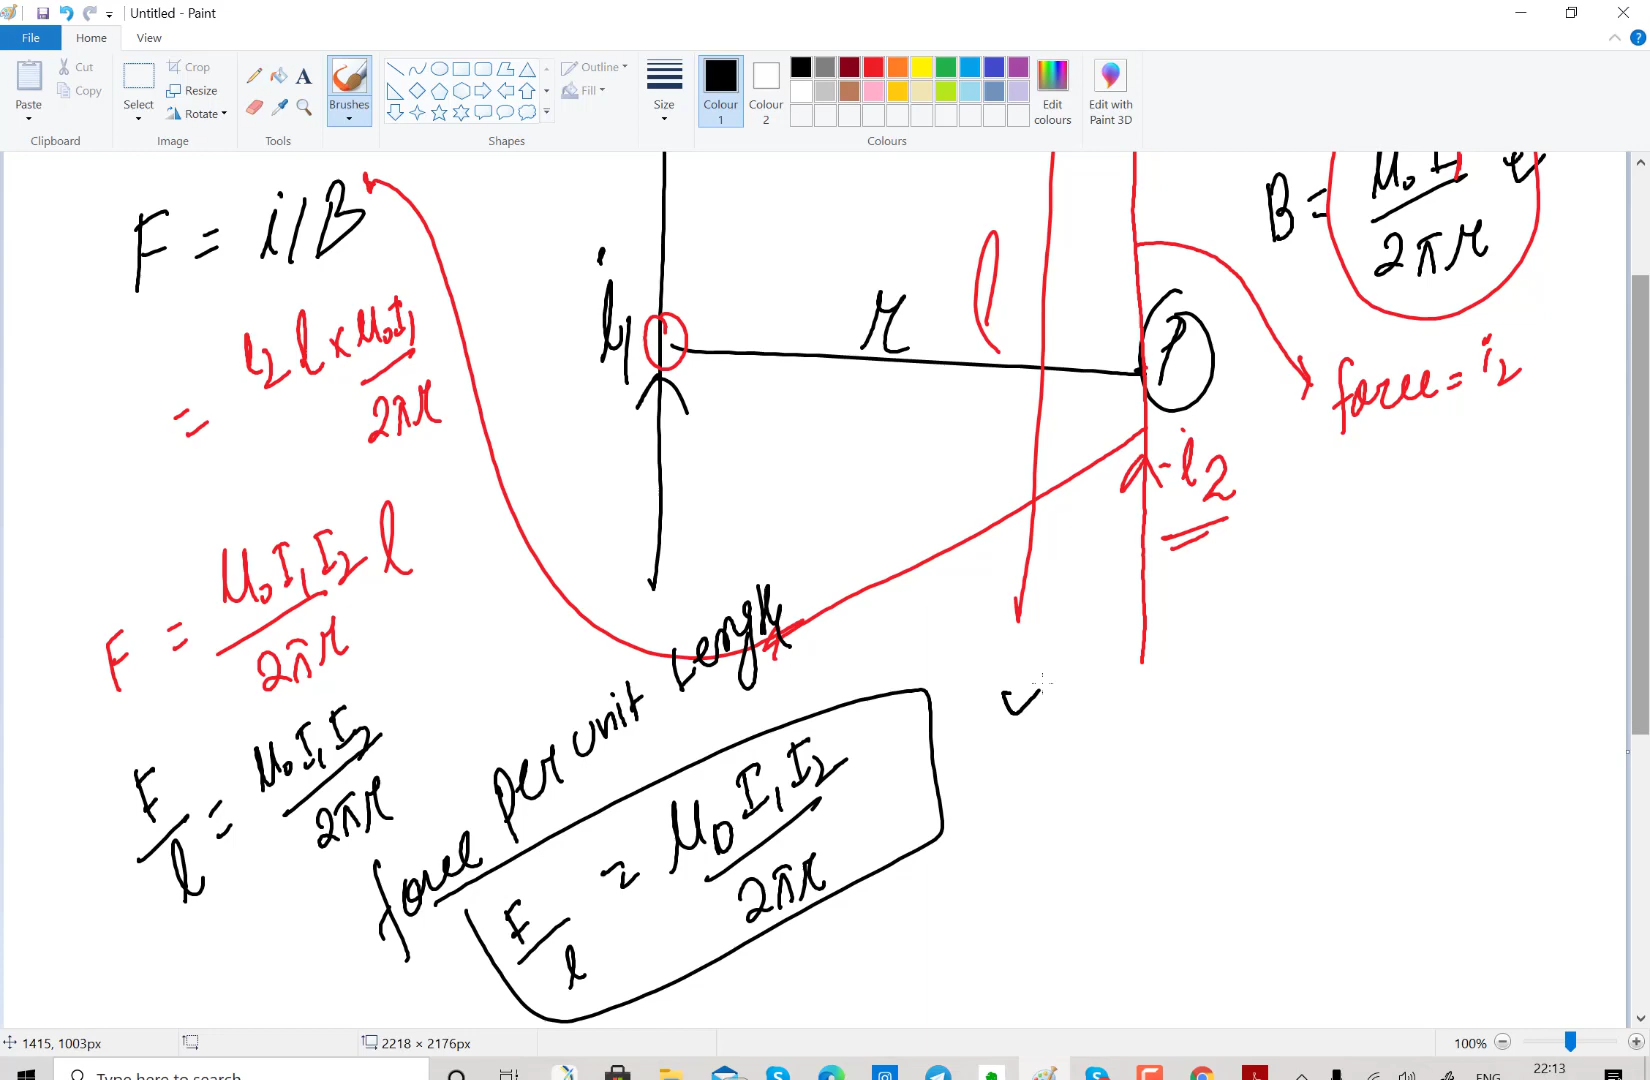 Untitled - Paint
File
Home
View
Paste
Cut
Copy
Clipboard
Select
Crop
Resize
Rotate
Image
Tools
Brushes
Outline
Fill
Shapes
Size
Colour 1
Colour 2
Edit colours
Edit with Paint 3D
Colours
F = ilB
= i₂ l × μ₀I₁ / 2πr
F = μ₀I₁I₂ l / 2πr
F/l = μ₀I₁I₂ / 2πr
i₁
r
l
P
i₂
B = μ₀I / 2πr
force = i₂
force per unit Length
F/l = μ₀I₁I₂ / 2πr
1415, 1003px
2218 × 2176px
100%
Type here to search
ENG
22:13